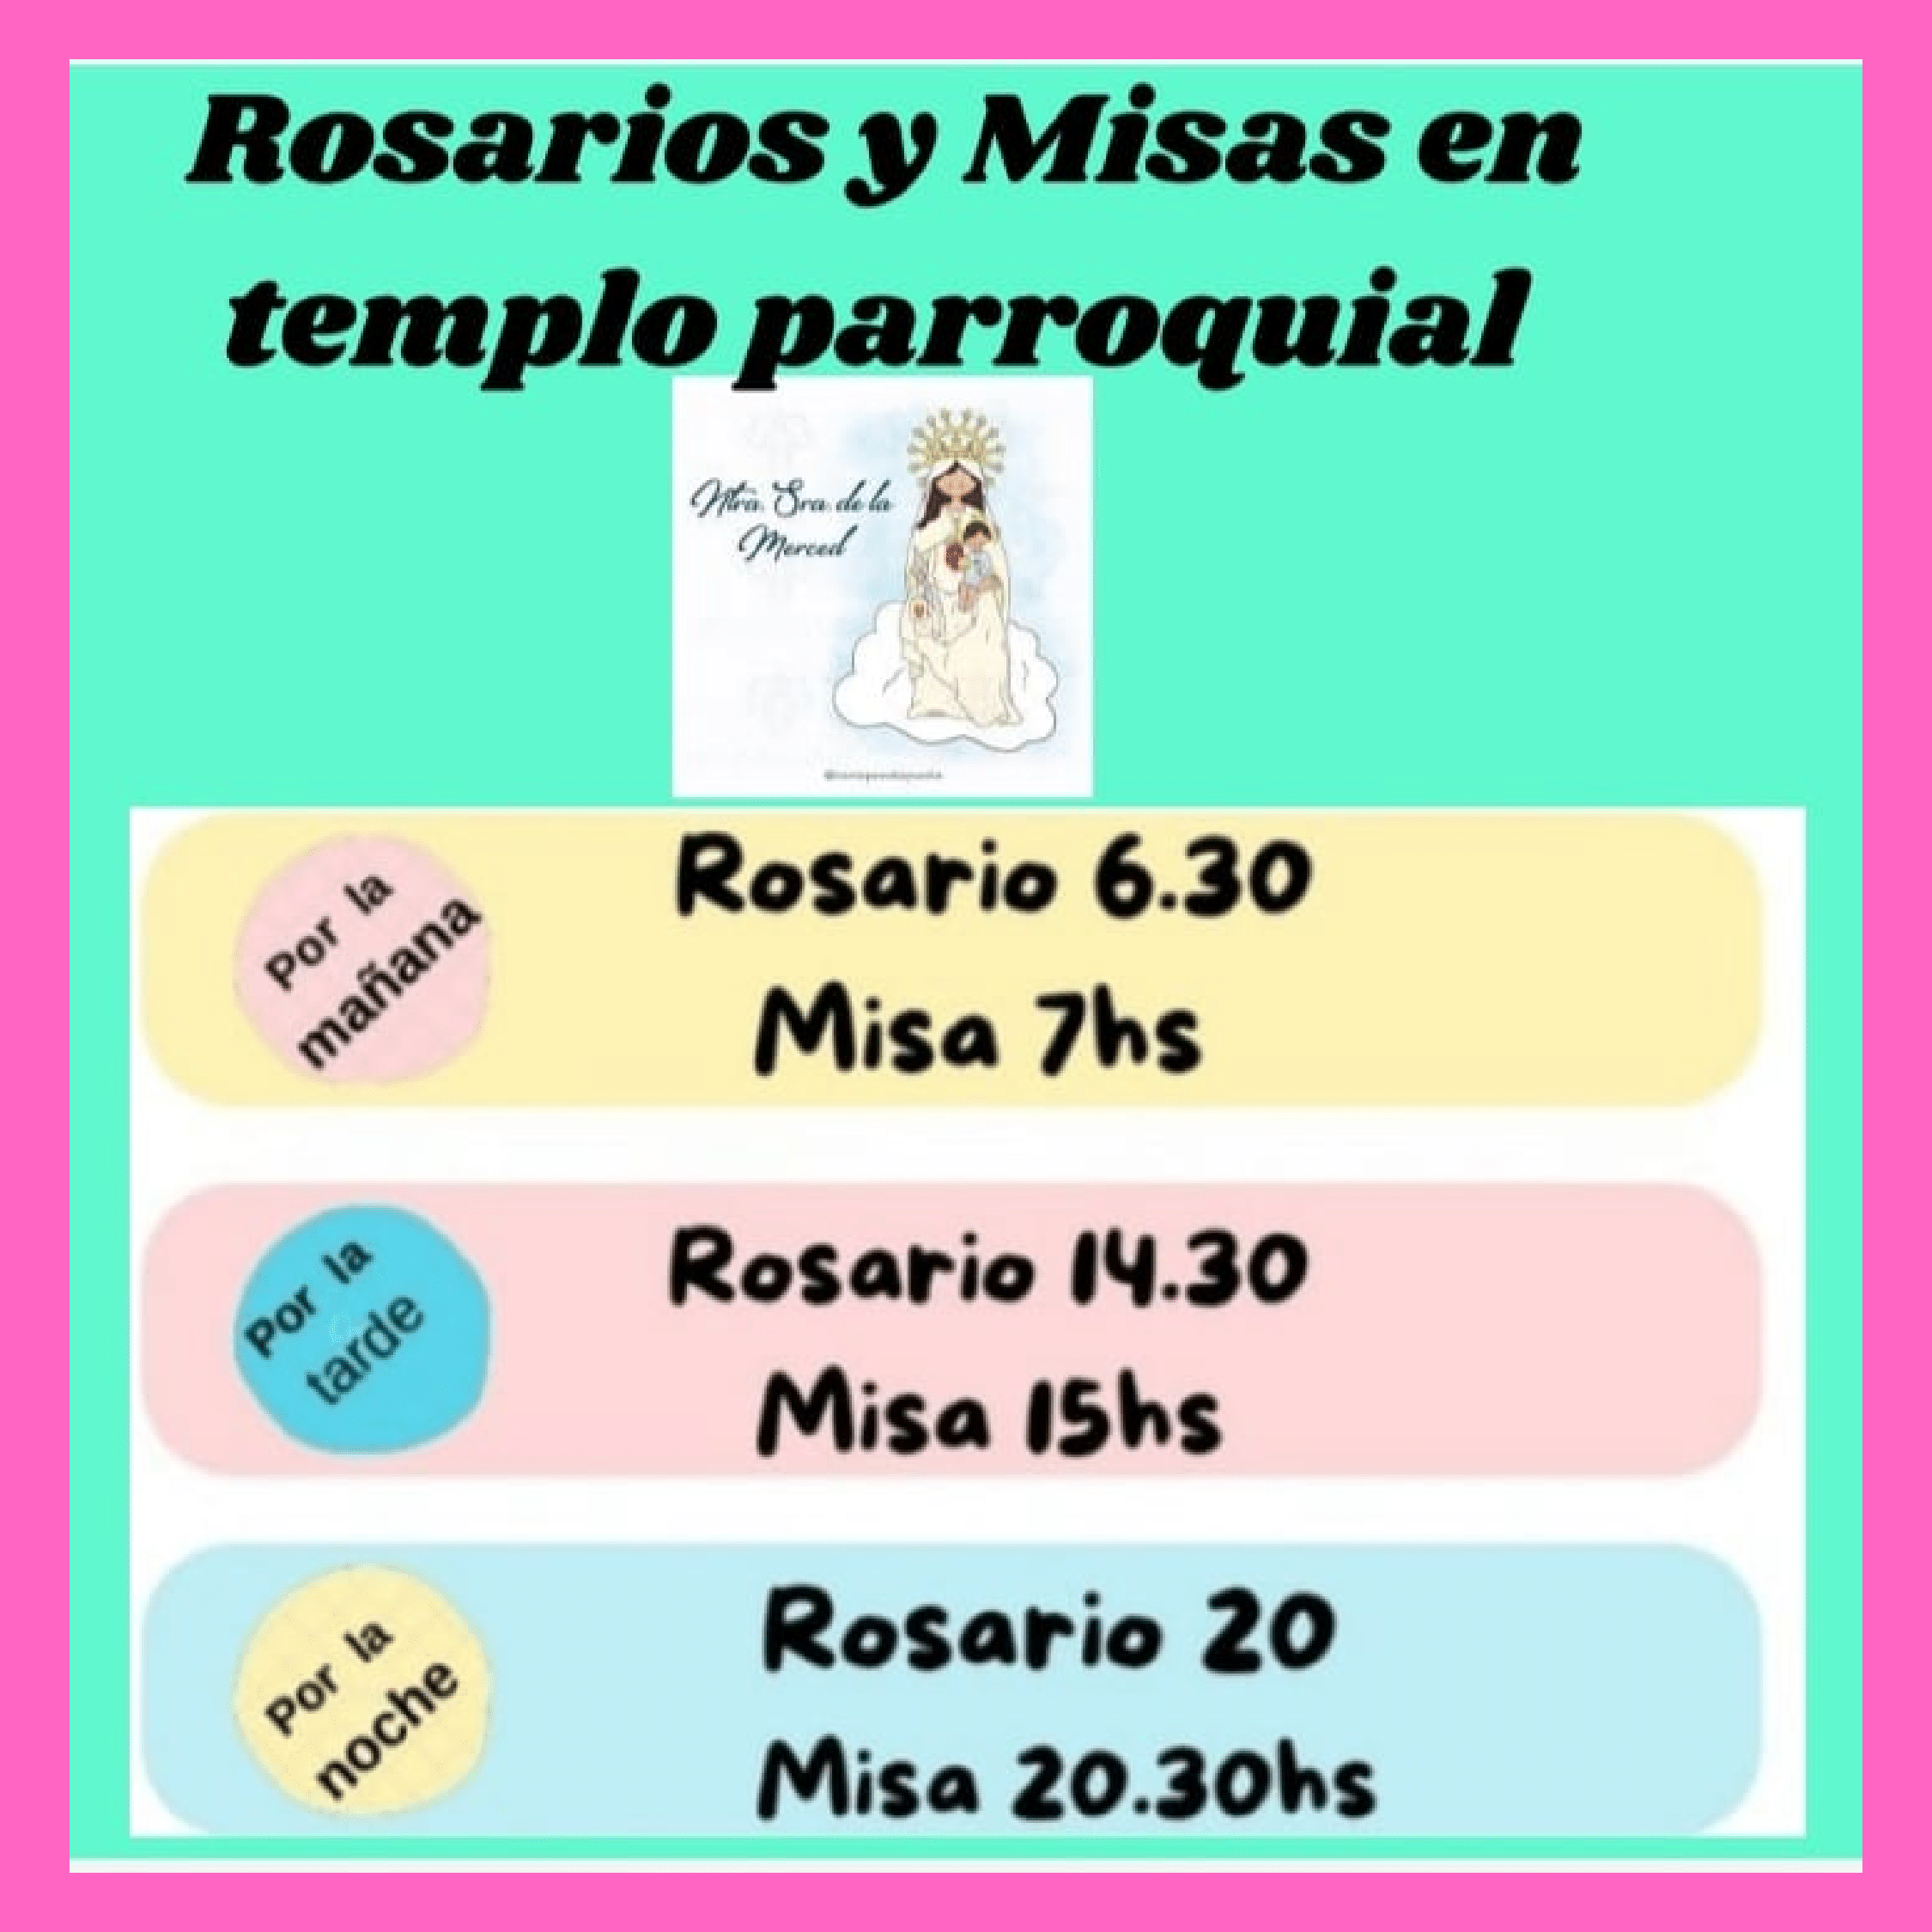 Rosarios y Misas en
templo parroquial
Ntra. Sra. de la
Merced
Por la
mañana
Rosario 6.30
Misa 7hs
Por la
tarde
Rosario 14.30
Misa 15hs
Por la
noche
Rosario 20
Misa 20.30hs